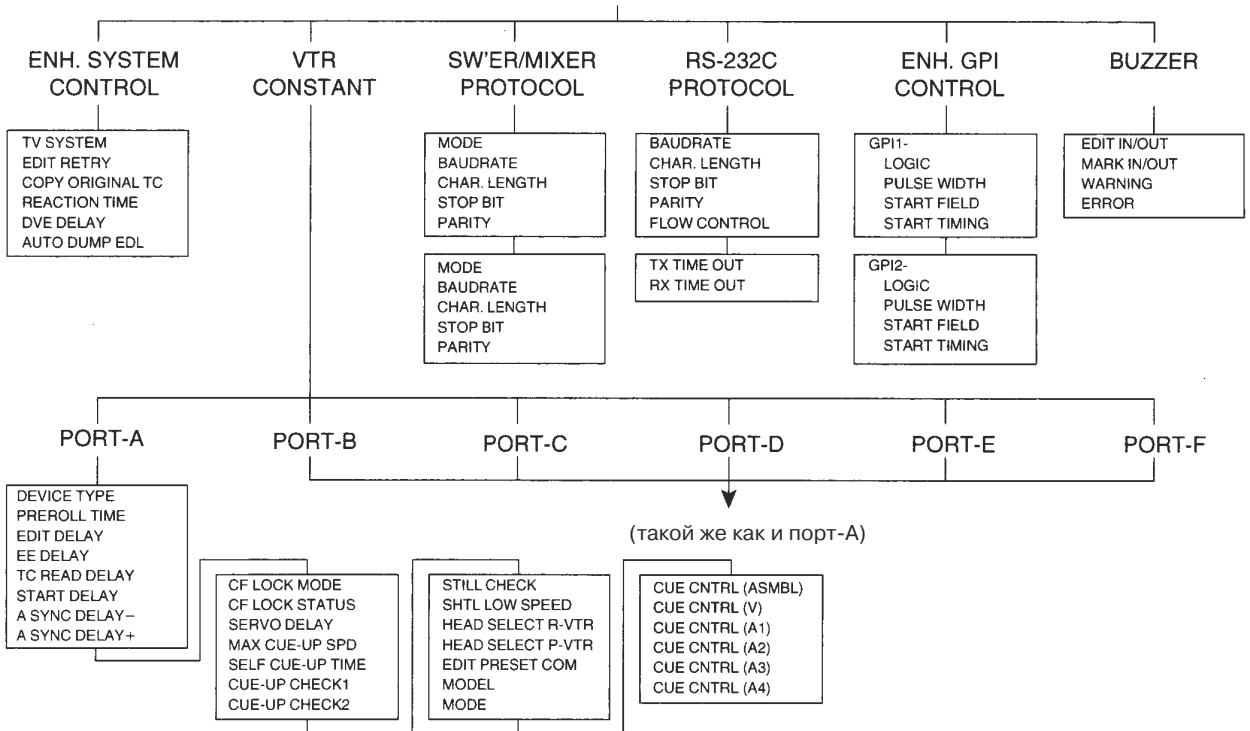 ENH. SYSTEM
CONTROL
VTR
CONSTANT
SW'ER/MIXER
PROTOCOL
RS-232C
PROTOCOL
ENH. GPI
CONTROL
BUZZER
TV SYSTEM
EDIT RETRY
COPY ORIGINAL TC
REACTION TIME
DVE DELAY
AUTO DUMP EDL
MODE
BAUDRATE
CHAR. LENGTH
STOP BIT
PARITY
MODE
BAUDRATE
CHAR. LENGTH
STOP BIT
PARITY
BAUDRATE
CHAR. LENGTH
STOP BIT
PARITY
FLOW CONTROL
TX TIME OUT
RX TIME OUT
GPI1-
LOGIC
PULSE WIDTH
START FIELD
START TIMING
GPI2-
LOGIC
PULSE WIDTH
START FIELD
START TIMING
EDIT IN/OUT
MARK IN/OUT
WARNING
ERROR
PORT-A
PORT-B
PORT-C
PORT-D
PORT-E
PORT-F
(такой же как и порт-А)
DEVICE TYPE
PREROLL TIME
EDIT DELAY
EE DELAY
TC READ DELAY
START DELAY
A SYNC DELAY−
A SYNC DELAY+
CF LOCK MODE
CF LOCK STATUS
SERVO DELAY
MAX CUE-UP SPD
SELF CUE-UP TIME
CUE-UP CHECK1
CUE-UP CHECK2
STILL CHECK
SHTL LOW SPEED
HEAD SELECT R-VTR
HEAD SELECT P-VTR
EDIT PRESET COM
MODEL
MODE
CUE CNTRL (ASMBL)
CUE CNTRL (V)
CUE CNTRL (A1)
CUE CNTRL (A2)
CUE CNTRL (A3)
CUE CNTRL (A4)